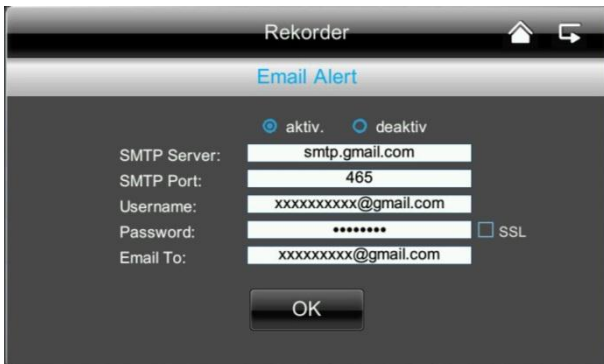 Rekorder
Email Alert
aktiv. deaktiv
SMTP Server: smtp.gmail.com
SMTP Port: 465
Username: xxxxxxxxxx@gmail.com
Password: •••••••• SSL
Email To: xxxxxxxxx@gmail.com
OK